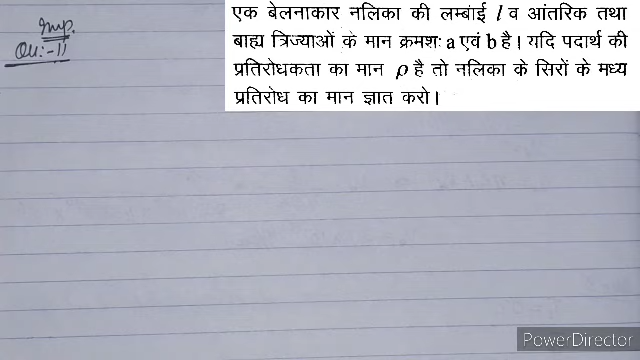 Imp.
Qu:-11
एक बेलनाकार नलिका की लम्बाई l व आंतरिक तथा
बाह्य त्रिज्याओं के मान क्रमशः a एवं b है। यदि पदार्थ की
प्रतिरोधकता का मान ρ है तो नलिका के सिरों के मध्य
प्रतिरोध का मान ज्ञात करो।
PowerDirector